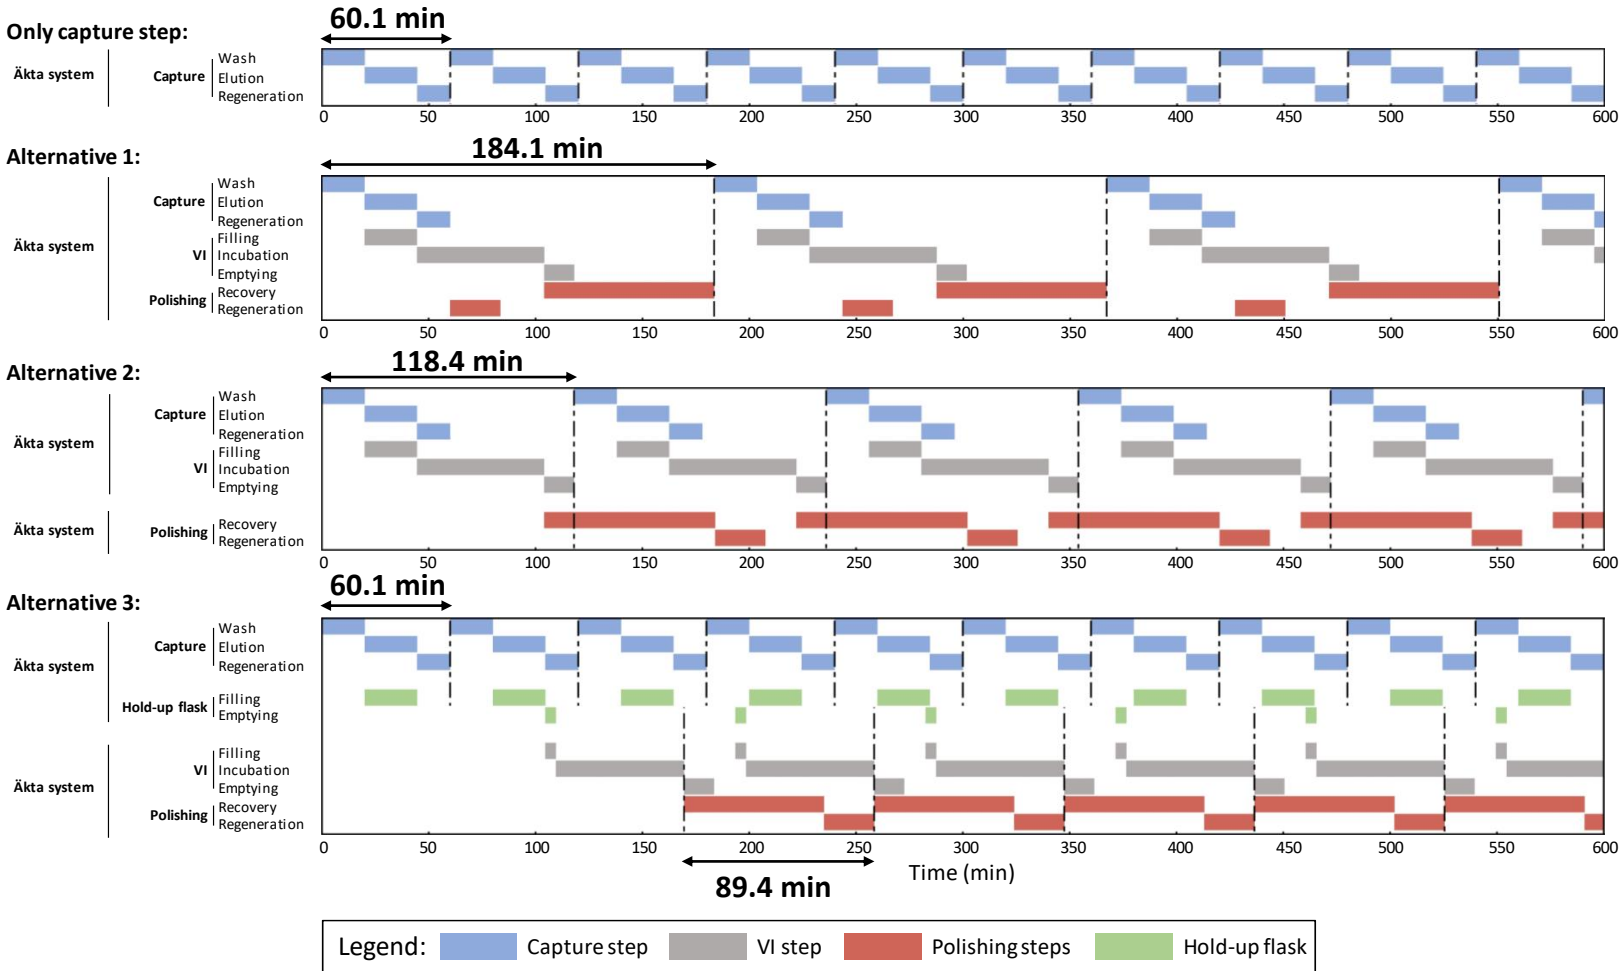 60.1 min
Only capture step:
Äkta system
Capture
Wash
Elution
Regeneration
0 50 100 150 200 250 300 350 400 450 500 550 600
Alternative 1:
184.1 min
Äkta system
Capture
Wash
Elution
Regeneration
VI
Filling
Incubation
Emptying
Polishing
Recovery
Regeneration
0 50 100 150 200 250 300 350 400 450 500 550 600
Alternative 2:
118.4 min
Äkta system
Capture
Wash
Elution
Regeneration
VI
Filling
Incubation
Emptying
Äkta system
Polishing
Recovery
Regeneration
0 50 100 150 200 250 300 350 400 450 500 550 600
Alternative 3:
60.1 min
Äkta system
Capture
Wash
Elution
Regeneration
Hold-up flask
Filling
Emptying
Äkta system
VI
Filling
Incubation
Emptying
Polishing
Recovery
Regeneration
0 50 100 150 200 250 300 350 400 450 500 550 600
Time (min)
89.4 min
Legend: Capture step VI step Polishing steps Hold-up flask